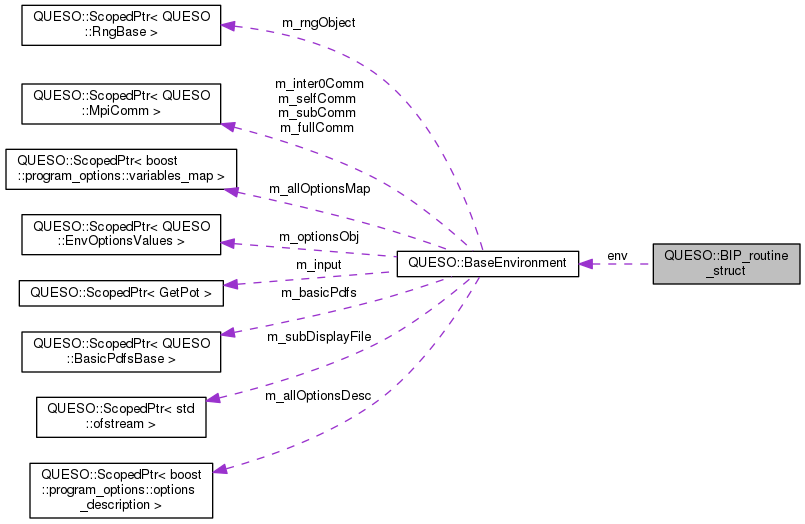 QUESO::ScopedPtr< QUESO
::RngBase >
m_rngObject
QUESO::ScopedPtr< QUESO
::MpiComm >
m_inter0Comm
m_selfComm
m_subComm
m_fullComm
QUESO::ScopedPtr< boost
::program_options::variables_map >
m_allOptionsMap
QUESO::ScopedPtr< QUESO
::EnvOptionsValues >
m_optionsObj
QUESO::ScopedPtr< GetPot >
m_input
QUESO::ScopedPtr< QUESO
::BasicPdfsBase >
m_basicPdfs
QUESO::ScopedPtr< std
::ofstream >
m_subDisplayFile
QUESO::ScopedPtr< boost
::program_options::options
_description >
m_allOptionsDesc
QUESO::BaseEnvironment
env
QUESO::BIP_routine
_struct